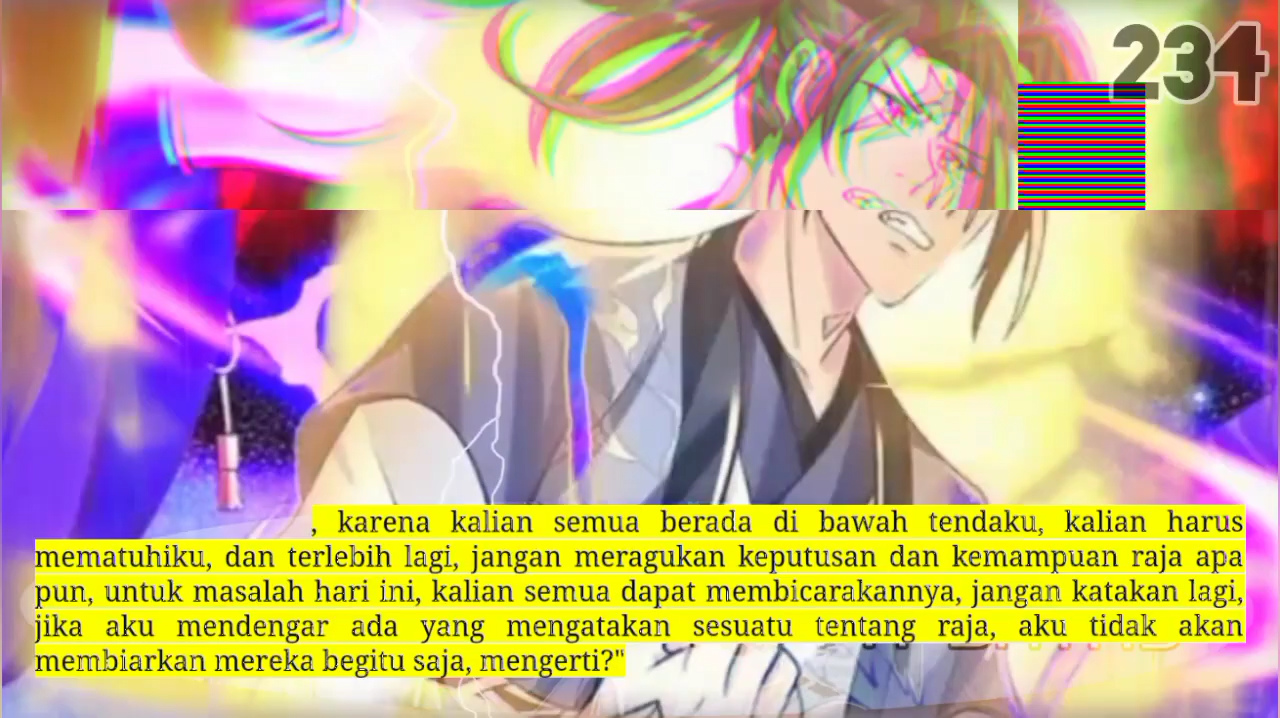 234
, karena kalian semua berada di bawah tendaku, kalian harus
mematuhiku, dan terlebih lagi, jangan meragukan keputusan dan kemampuan raja apa
pun, untuk masalah hari ini, kalian semua dapat membicarakannya, jangan katakan lagi,
jika aku mendengar ada yang mengatakan sesuatu tentang raja, aku tidak akan
membiarkan mereka begitu saja, mengerti?"